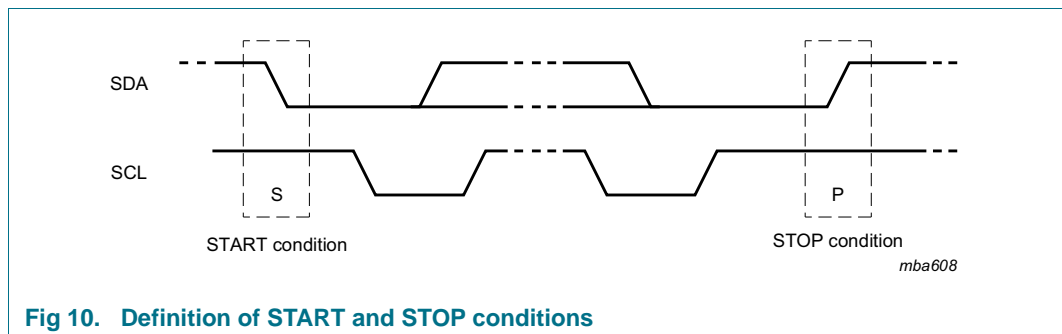 SDA
SCL
S
P
START condition
STOP condition
mba608
Fig 10. Definition of START and STOP conditions